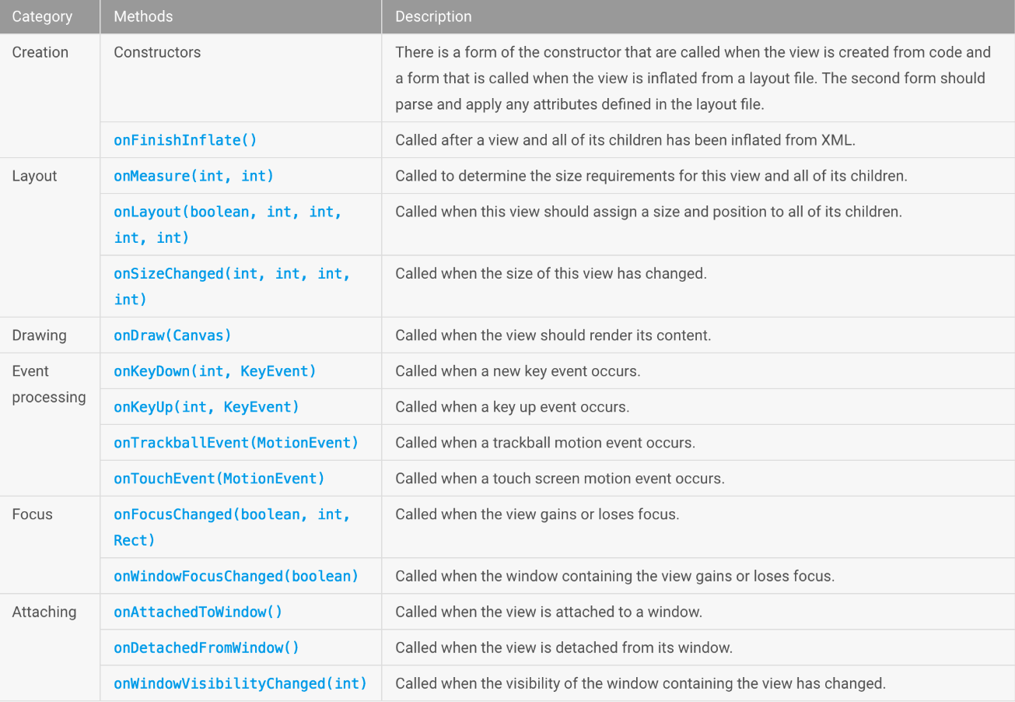 Category Methods Description
Creation Constructors There is a form of the constructor that are called when the view is created from code and
a form that is called when the view is inflated from a layout file. The second form should
parse and apply any attributes defined in the layout file.
onFinishInflate() Called after a view and all of its children has been inflated from XML.
Layout onMeasure(int, int) Called to determine the size requirements for this view and all of its children.
onLayout(boolean, int, int, Called when this view should assign a size and position to all of its children.
int, int)
onSizeChanged(int, int, int, Called when the size of this view has changed.
int)
Drawing onDraw(Canvas) Called when the view should render its content.
Event onKeyDown(int, KeyEvent) Called when a new key event occurs.
processing
onKeyUp(int, KeyEvent) Called when a key up event occurs.
onTrackballEvent(MotionEvent) Called when a trackball motion event occurs.
onTouchEvent(MotionEvent) Called when a touch screen motion event occurs.
Focus onFocusChanged(boolean, int, Called when the view gains or loses focus.
Rect)
onWindowFocusChanged(boolean) Called when the window containing the view gains or loses focus.
Attaching onAttachedToWindow() Called when the view is attached to a window.
onDetachedFromWindow() Called when the view is detached from its window.
onWindowVisibilityChanged(int) Called when the visibility of the window containing the view has changed.